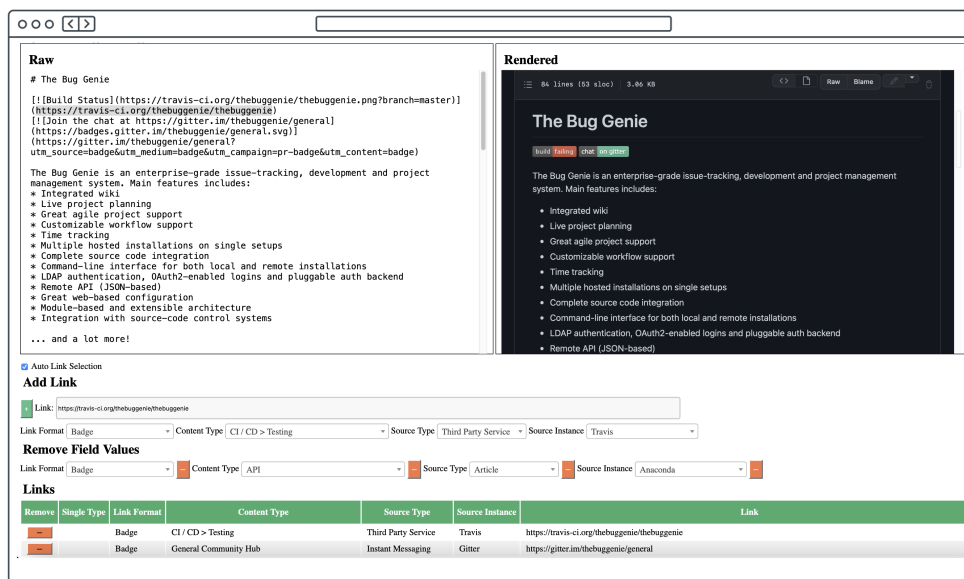 Raw
# The Bug Genie
[![Build Status](https://travis-ci.org/thebuggenie/thebuggenie.png?branch=master)]
(https://travis-ci.org/thebuggenie/thebuggenie)
[![Join the chat at https://gitter.im/thebuggenie/general]
(https://badges.gitter.im/thebuggenie/general.svg)]
(https://gitter.im/thebuggenie/general?
utm_source=badge&utm_medium=badge&utm_campaign=pr-badge&utm_content=badge)
The Bug Genie is an enterprise-grade issue-tracking, development and project
management system. Main features includes:
* Integrated wiki
* Live project planning
* Great agile project support
* Customizable workflow support
* Time tracking
* Multiple hosted installations on single setups
* Complete source code integration
* Command-line interface for both local and remote installations
* LDAP authentication, OAuth2-enabled logins and pluggable auth backend
* Remote API (JSON-based)
* Great web-based configuration
* Module-based and extensible architecture
* Integration with source-code control systems
... and a lot more!
Rendered
84 lines (53 sloc) 3.06 KB Raw Blame
The Bug Genie
build failing chat on gitter
The Bug Genie is an enterprise-grade issue-tracking, development and project management
system. Main features includes:
• Integrated wiki
• Live project planning
• Great agile project support
• Customizable workflow support
• Time tracking
• Multiple hosted installations on single setups
• Complete source code integration
• Command-line interface for both local and remote installations
• LDAP authentication, OAuth2-enabled logins and pluggable auth backend
• Remote API (JSON-based)
Auto Link Selection
Add Link
+ Link: https://travis-ci.org/thebuggenie/thebuggenie
Link Format Badge Content Type CI / CD > Testing Source Type Third Party Service Source Instance Travis
Remove Field Values
Link Format Badge − Content Type API − Source Type Article − Source Instance Anaconda −
Links
Remove Single Type Link Format Content Type Source Type Source Instance Link
− Badge CI / CD > Testing Third Party Service Travis https://travis-ci.org/thebuggenie/thebuggenie
− Badge General Community Hub Instant Messaging Gitter https://gitter.im/thebuggenie/general